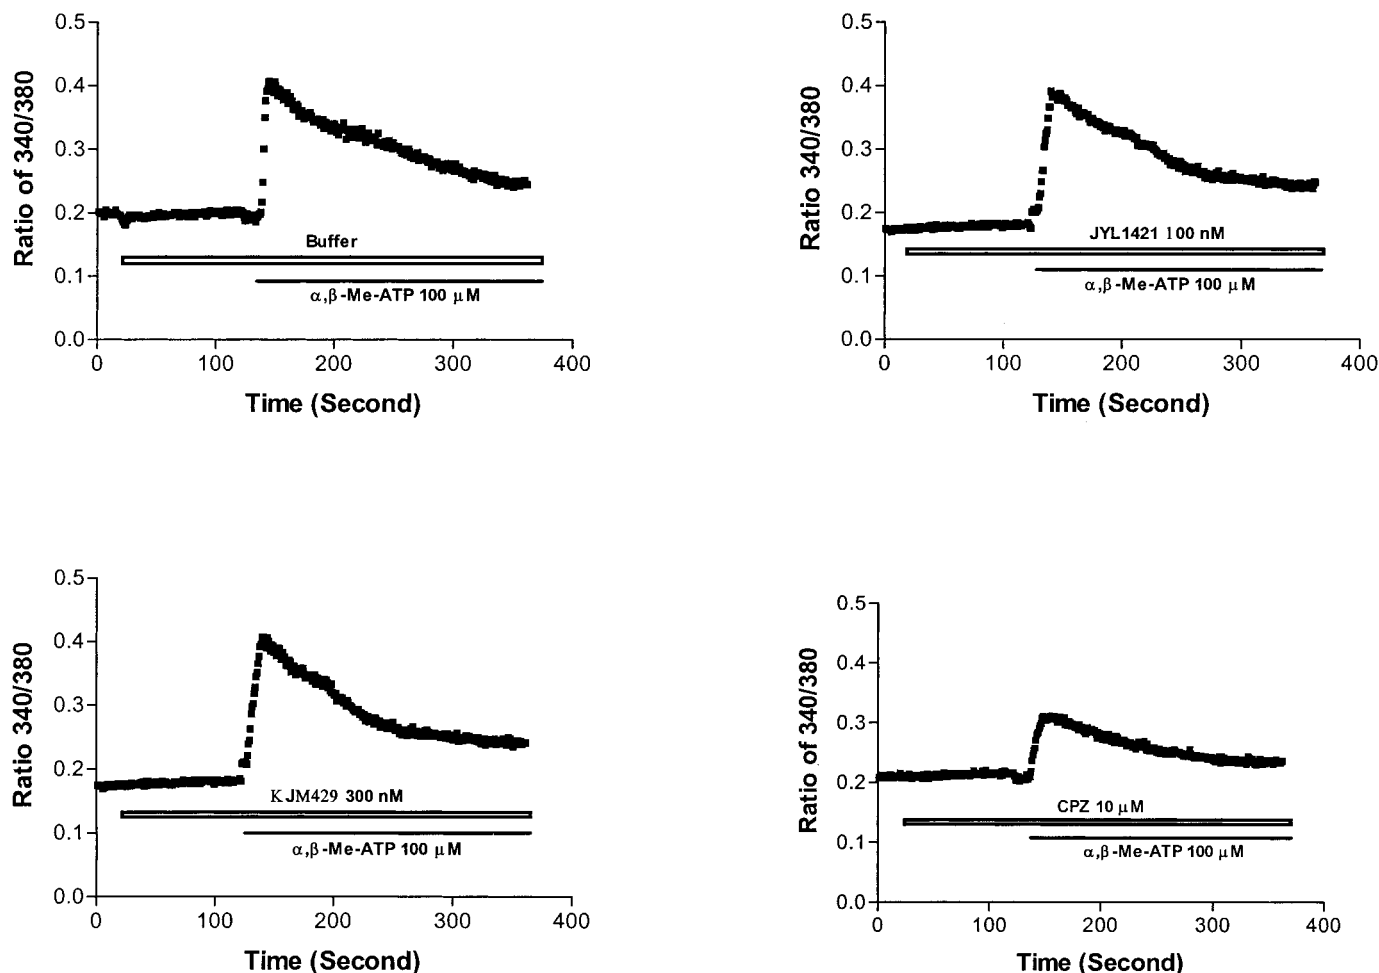 0.5
0.4
0.3
0.2
0.1
0.0
Ratio of 340/380
Buffer
α,β-Me-ATP 100 μM
0 100 200 300 400
Time (Second)
0.5
0.4
0.3
0.2
0.1
0.0
Ratio 340/380
JYL1421 100 nM
α,β-Me-ATP 100 μM
0 100 200 300 400
Time (Second)
0.5
0.4
0.3
0.2
0.1
0.0
Ratio 340/380
KJM429 300 nM
α,β-Me-ATP 100 μM
0 100 200 300 400
Time (Second)
0.5
0.4
0.3
0.2
0.1
0.0
Ratio of 340/380
CPZ 10 μM
α,β-Me-ATP 100 μM
0 100 200 300 400
Time (Second)